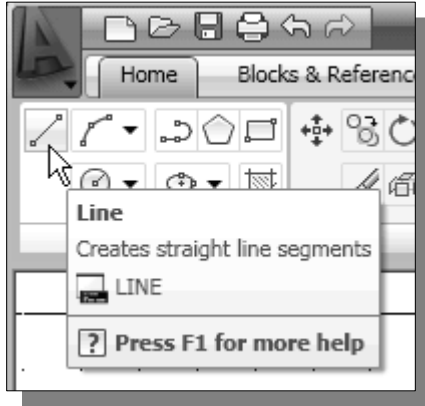 Home Blocks & Referenc
Line
Creates straight line segments
LINE
? Press F1 for more help